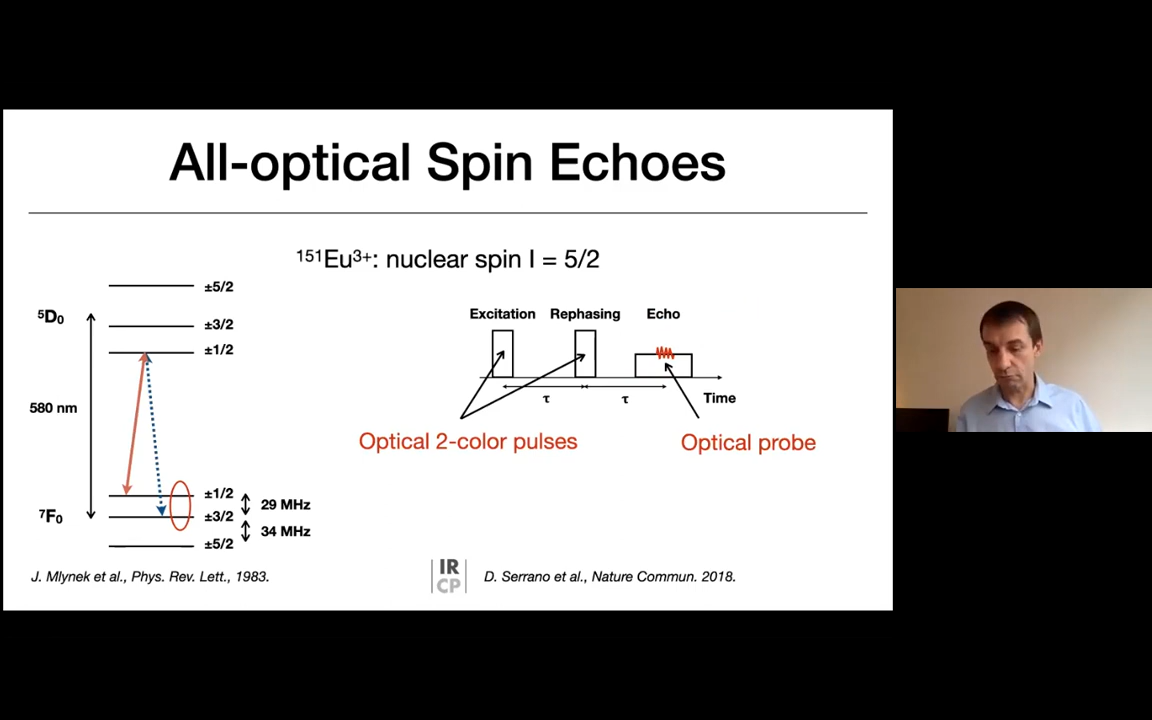 All-optical Spin Echoes
¹⁵¹Eu³⁺: nuclear spin I = 5/2
±5/2
⁵D₀
±3/2
±1/2
580 nm
±1/2
29 MHz
⁷F₀
±3/2
34 MHz
±5/2
Excitation Rephasing Echo
τ τ Time
Optical 2-color pulses Optical probe
J. Mlynek et al., Phys. Rev. Lett., 1983.
IR
CP
D. Serrano et al., Nature Commun. 2018.